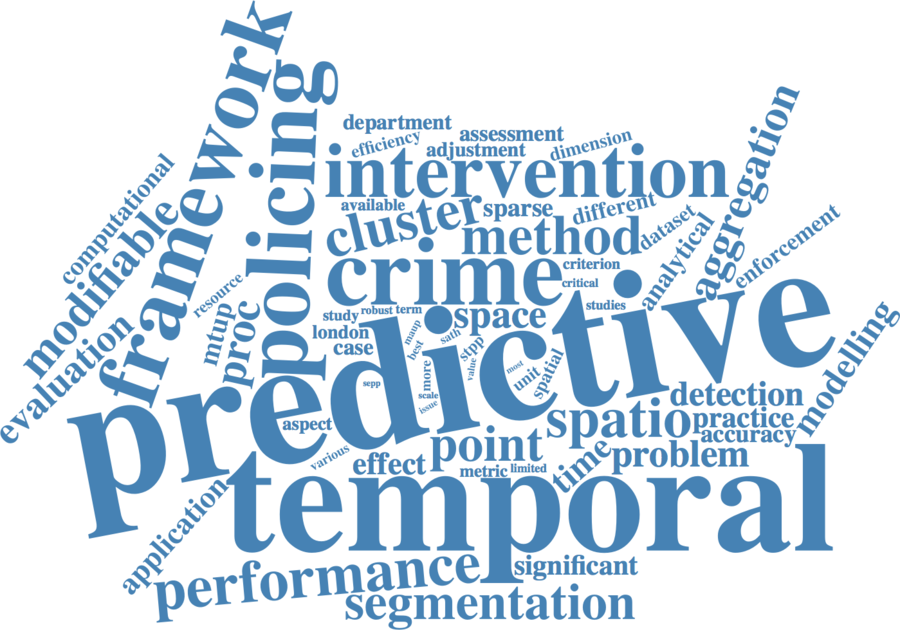 framework
policing
department
efficiency
assessment
adjustment
dimension
intervention
computational
modifiable
available
cluster
sparse
different
dataset
aggregation
method
analytical
enforcement
crime
criterion
critical
resource
studies
evaluation
mtup
proc
study
robust
term
space
london
case
maup
best
sath
stpp
predictive
value
most
more
unit
spatial
sepp
scale
issue
modelling
detection
aspect
spatio
practice
accuracy
point
various
effect
metric
limited
time
problem
temporal
application
performance
significant
segmentation